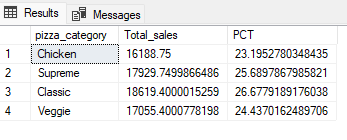 Results Messages
pizza_category Total_sales PCT
1 Chicken 16188.75 23.1952780348435
2 Supreme 17929.7499866486 25.6897867985821
3 Classic 18619.4000015259 26.6779189176038
4 Veggie 17055.4000778198 24.4370162489706